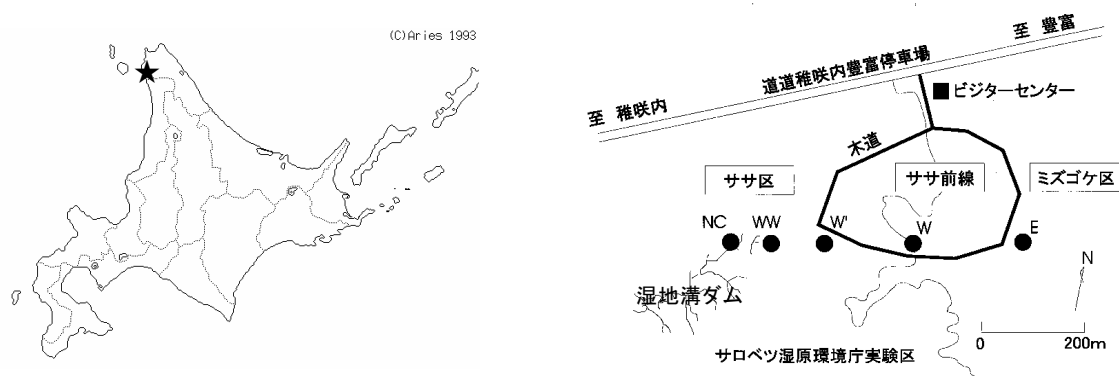 (C)Aries 1993
至 豊富
道道稚咲内豊富停車場
至 稚咲内
ビジターセンター
木道
ササ区
ササ前線
ミズゴケ区
NC
WW
W'
W
E
N
湿地溝ダム
0
200m
サロベツ湿原環境庁実験区